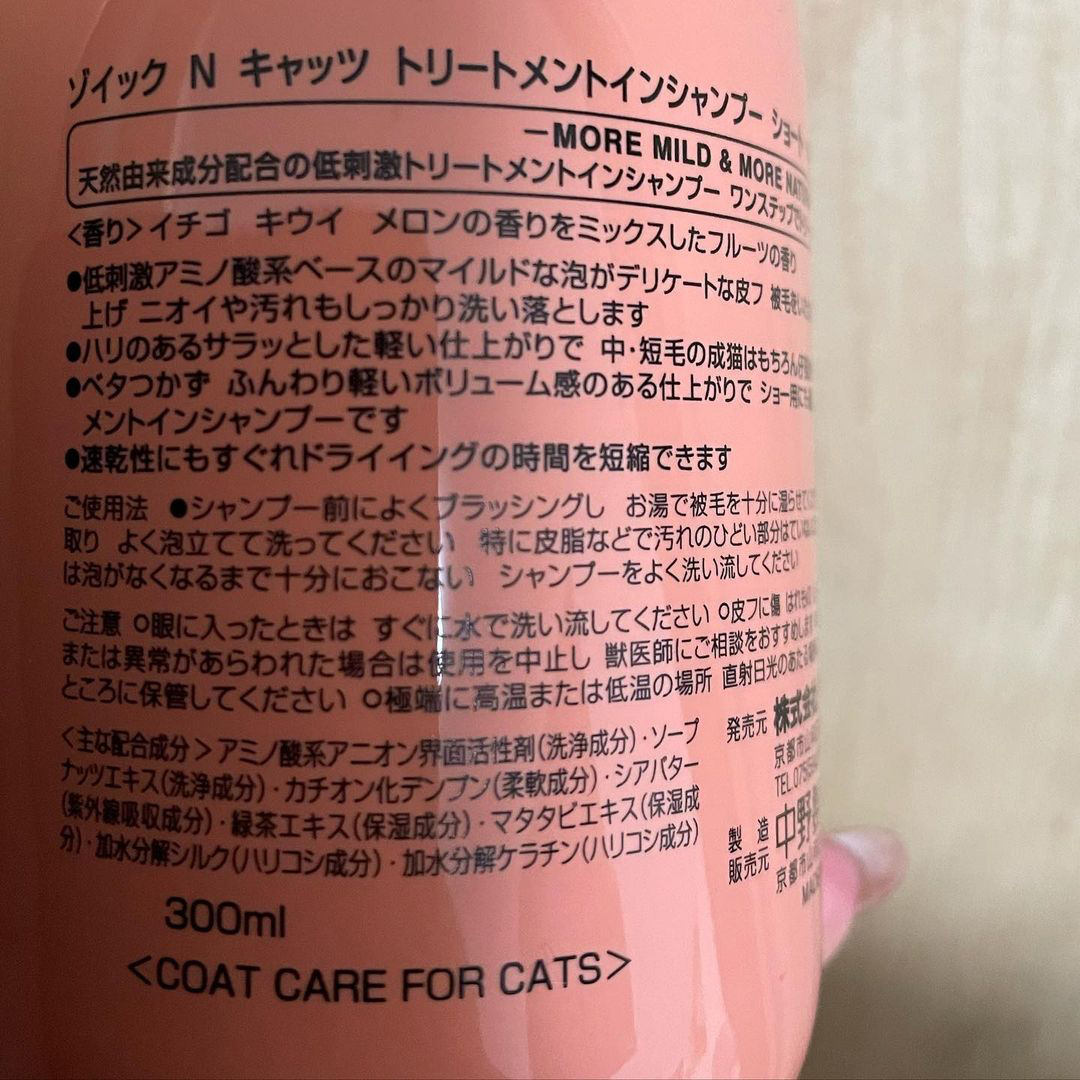 ゾイック N キャッツ トリートメントインシャンプー ショート
－MORE MILD & MORE
天然由来成分配合の低刺激トリートメントインシャンプー ワンステップで
<香り>イチゴ キウイ メロンの香りをミックスしたフルーツの香り
●低刺激アミノ酸系ベースのマイルドな泡がデリケートな皮フ 被毛を
上げ ニオイや汚れもしっかり洗い落とします
●ハリのあるサラッとした軽い仕上がりで 中・短毛の成猫はもちろん
●ベタつかず ふんわり軽いボリューム感のある仕上がりで ショー用に
メントインシャンプーです
●速乾性にもすぐれドライイングの時間を短縮できます
ご使用法 ●シャンプー前によくブラッシングし お湯で被毛を十分に湿らせて
取り よく泡立てて洗ってください 特に皮脂などで汚れのひどい部分は
は泡がなくなるまで十分におこない シャンプーをよく洗い流してください
ご注意 ○眼に入ったときは すぐに水で洗い流してください ○皮フに傷 はれもの
または異常があらわれた場合は使用を中止し 獣医師にご相談をおすすめします
ところに保管してください ○極端に高温または低温の場所 直射日光のあたる
<主な配合成分>アミノ酸系アニオン界面活性剤(洗浄成分)・ソープ
ナッツエキス(洗浄成分)・カチオン化デンプン(柔軟成分)・シアバター
(紫外線吸収成分)・緑茶エキス(保湿成分)・マタタビエキス(保湿成
分)・加水分解シルク(ハリコシ成分)・加水分解ケラチン(ハリコシ成分)
発売元 株式会社
京都市山
TEL.075
製造
販売元 中野
京都市山
300ml
<COAT CARE FOR CATS>